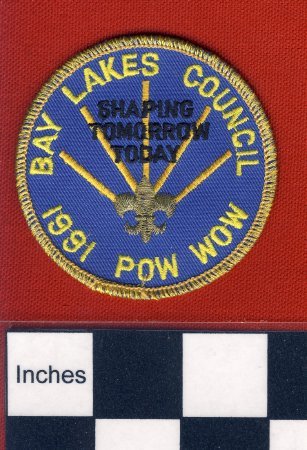 BAY LAKES COUNCIL
SHAPING
TOMORROW
TODAY
1991 POW WOW
Inches